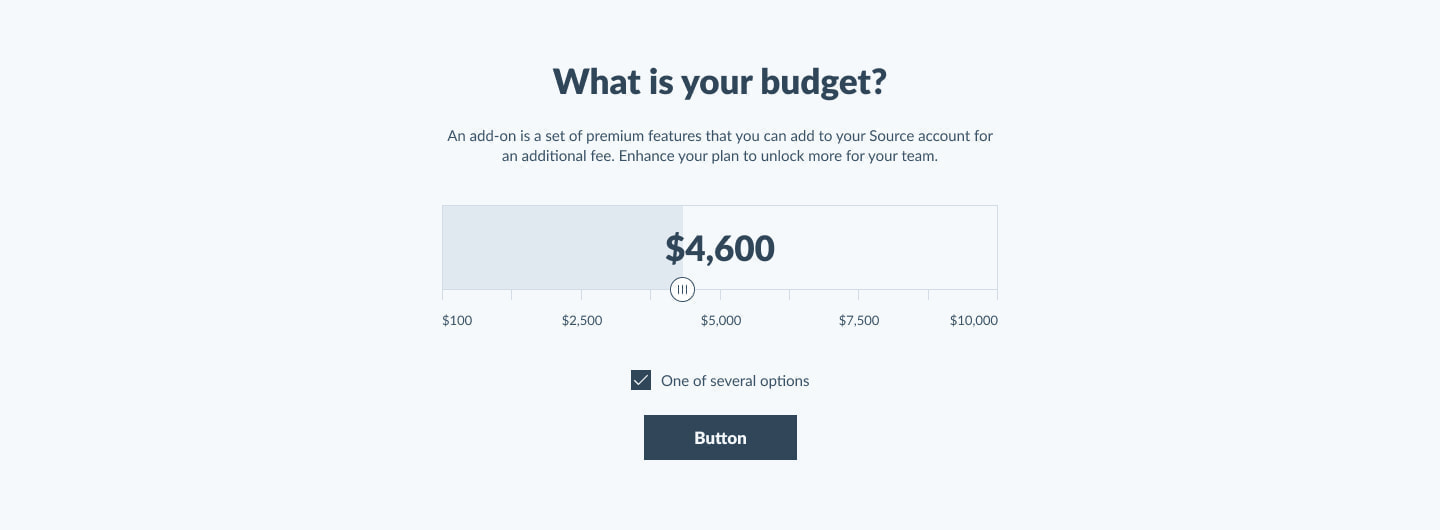 What is your budget?
An add-on is a set of premium features that you can add to your Source account for
an additional fee. Enhance your plan to unlock more for your team.
$4,600
$100 $2,500 $5,000 $7,500 $10,000
One of several options
Button